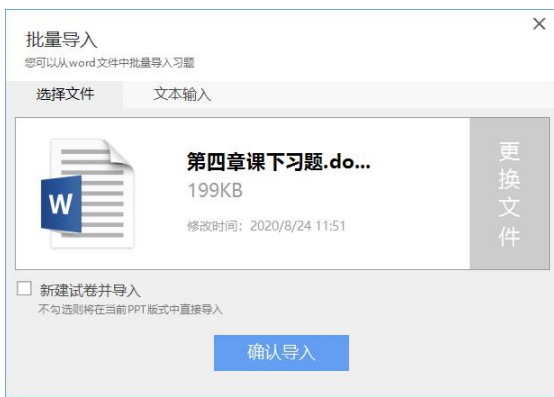 批量导入
您可以从word文件中批量导入习题
选择文件 文本输入
第四章课下习题.do...
199KB
修改时间：2020/8/24 11:51
更换文件
新建试卷并导入
不勾选则将在当前PPT版式中直接导入
确认导入